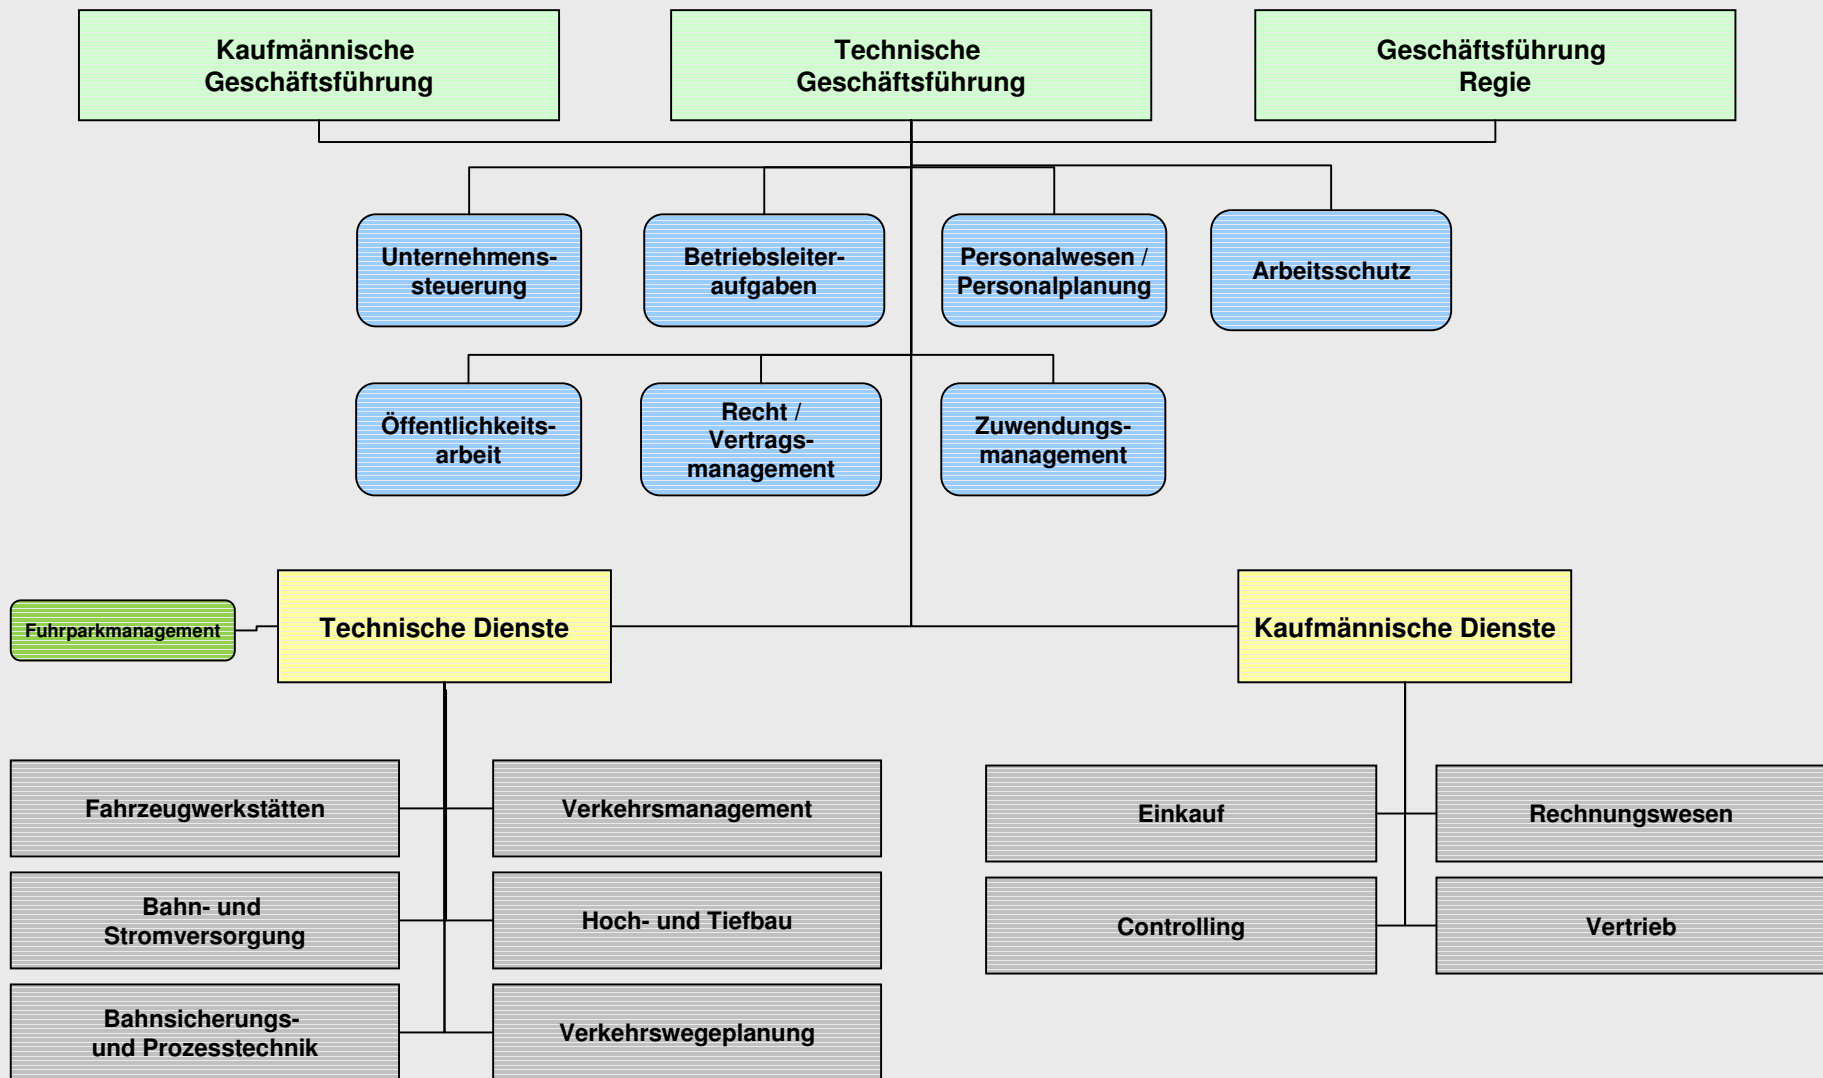 Kaufmännische
Geschäftsführung
Technische
Geschäftsführung
Geschäftsführung
Regie
Unternehmens-
steuerung
Betriebsleiter-
aufgaben
Personalwesen /
Personalplanung
Arbeitsschutz
Öffentlichkeits-
arbeit
Recht /
Vertrags-
management
Zuwendungs-
management
Fuhrparkmanagement
Technische Dienste
Kaufmännische Dienste
Fahrzeugwerkstätten
Verkehrsmanagement
Einkauf
Rechnungswesen
Bahn- und
Stromversorgung
Hoch- und Tiefbau
Controlling
Vertrieb
Bahnsicherungs-
und Prozesstechnik
Verkehrswegeplanung